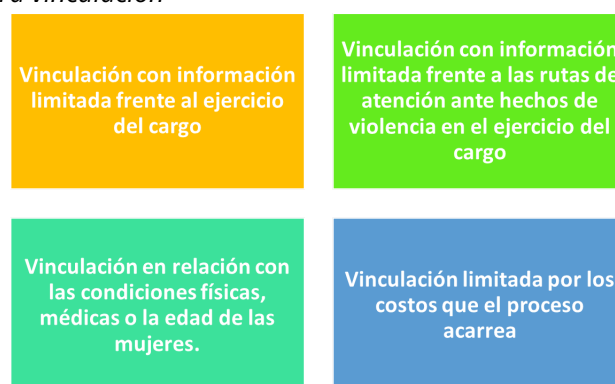 vinculación
Vinculación con información
limitada frente al ejercicio
del cargo
Vinculación con información
limitada frente a las rutas de
atención ante hechos de
violencia en el ejercicio del
cargo
Vinculación en relación con
las condiciones físicas,
médicas o la edad de las
mujeres.
Vinculación limitada por los
costos que el proceso
acarrea